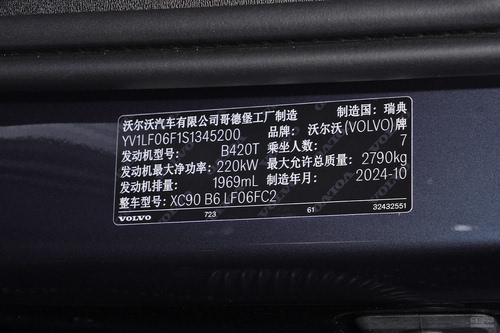 沃尔沃汽车有限公司哥德堡工厂制造 制造国: 瑞典
YV1LF06F1S1345200 品牌: 沃尔沃(VOLVO)牌
发动机型号: B420T 乘坐人数: 7
发动机最大净功率: 220kW 最大允许总质量: 2790kg
发动机排量: 1969mL 制造年月: 2024-10
整车型号: XC90 B6 LF06FC2
VOLVO 723 61 32432551